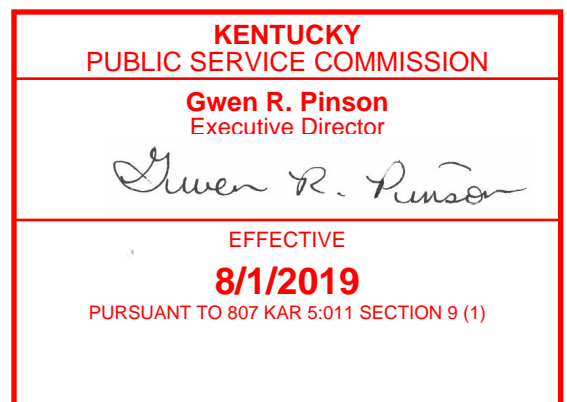 KENTUCKY
PUBLIC SERVICE COMMISSION
Gwen R. Pinson
Executive Director
Gwen R. Pinson
EFFECTIVE
8/1/2019
PURSUANT TO 807 KAR 5:011 SECTION 9 (1)